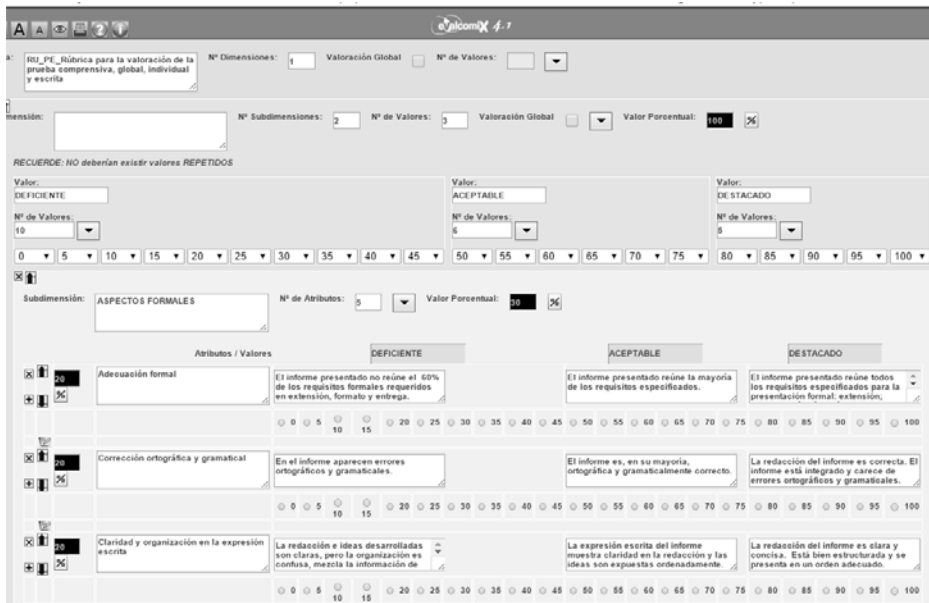 A A ? i
evalcomix 4.1
RU_PE_Rúbrica para la valoración de la
prueba comprensiva, global, individual
y escrita
Nº Dimensiones: 1
Valoración Global
Nº de Valores:
mensión:
Nº Subdimensiones: 2
Nº de Valores: 3
Valoración Global
Valor Porcentual: 100 %
RECUERDE: NO deberían existir valores REPETIDOS
Valor: Valor: Valor:
DEFICIENTE ACEPTABLE DESTACADO
Nº de Valores: Nº de Valores: Nº de Valores:
10 6 5
0 5 10 15 20 25 30 35 40 45 50 55 60 65 70 75 80 85 90 95 100
Subdimensión: ASPECTOS FORMALES
Nº de Atributos: 5
Valor Porcentual: 30 %
Atributos / Valores DEFICIENTE ACEPTABLE DESTACADO
20 %
Adecuación formal
El informe presentado no reúne el 60%
de los requisitos formales requeridos
en extensión, formato y entrega.
El informe presentado reúne la mayoría
de los requisitos especificados.
El informe presentado reúne todos
los requisitos especificados para la
presentación formal: extensión;
0 5 10 15 20 25 30 35 40 45 50 55 60 65 70 75 80 85 90 95 100
20 %
Corrección ortográfica y gramatical
En el informe aparecen errores
ortográficos y gramaticales.
El informe es, en su mayoría,
ortográfica y gramaticalmente correcto.
La redacción del informe es correcta. El
informe está integrado y carece de
errores ortográficos y gramaticales.
0 5 10 15 20 25 30 35 40 45 50 55 60 65 70 75 80 85 90 95 100
20 %
Claridad y organización en la expresión
escrita
La redacción e ideas desarrolladas
son claras, pero la organización es
confusa, mezcla la información de
La expresión escrita del informe
muestra claridad en la redacción y las
ideas son expuestas ordenadamente.
La redacción del informe es clara y
concisa. Está bien estructurada y se
presenta en un orden adecuado.
0 5 10 15 20 25 30 35 40 45 50 55 60 65 70 75 80 85 90 95 100